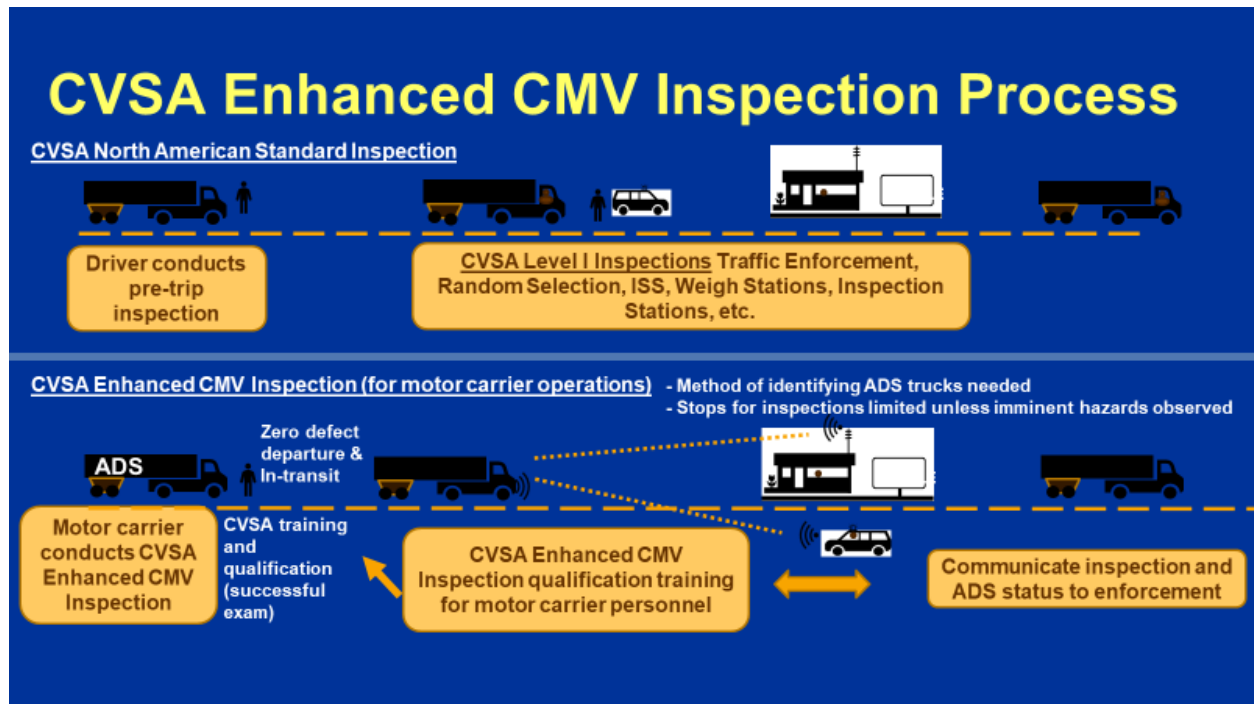 CVSA Enhanced CMV Inspection Process
CVSA North American Standard Inspection
Driver conducts
pre-trip
inspection
CVSA Level I Inspections Traffic Enforcement,
Random Selection, ISS, Weigh Stations, Inspection
Stations, etc.
CVSA Enhanced CMV Inspection (for motor carrier operations)
- Method of identifying ADS trucks needed
- Stops for inspections limited unless imminent hazards observed
ADS
Zero defect
departure &
In-transit
Motor carrier
conducts CVSA
Enhanced CMV
Inspection
CVSA training
and
qualification
(successful
exam)
CVSA Enhanced CMV
Inspection qualification training
for motor carrier personnel
Communicate inspection and
ADS status to enforcement